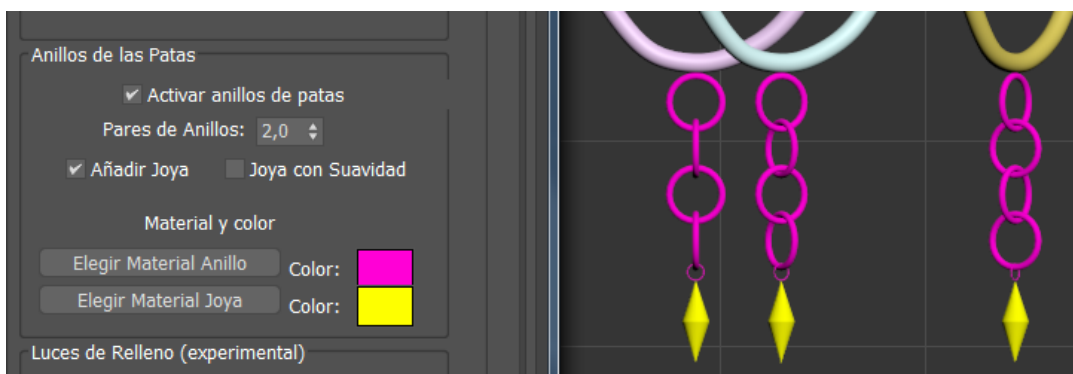 Anillos de las Patas
Activar anillos de patas
Pares de Anillos: 2,0
Añadir Joya Joya con Suavidad
Material y color
Elegir Material Anillo Color:
Elegir Material Joya Color:
Luces de Relleno (experimental)